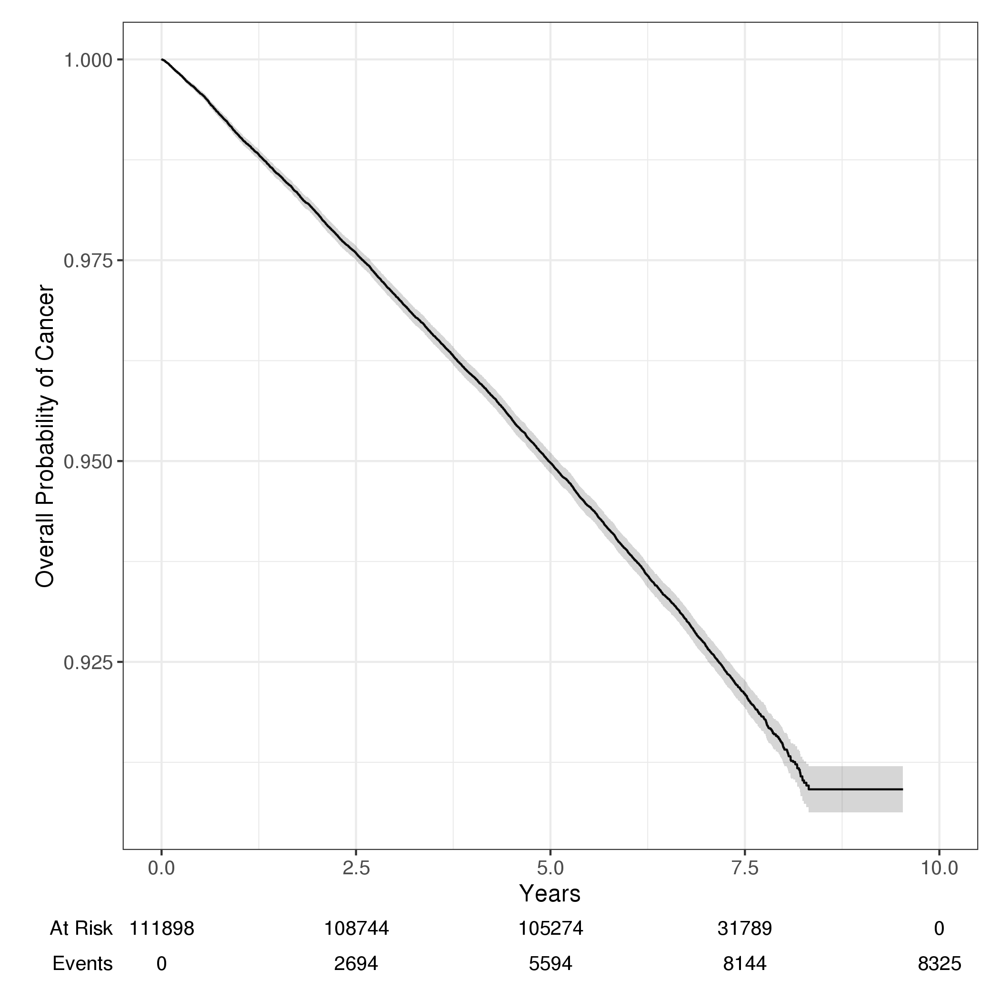 Overall Probability of Cancer
1.000
0.975
0.950
0.925
0.0 2.5 5.0 7.5 10.0
Years
At Risk 111898 108744 105274 31789 0
Events 0 2694 5594 8144 8325